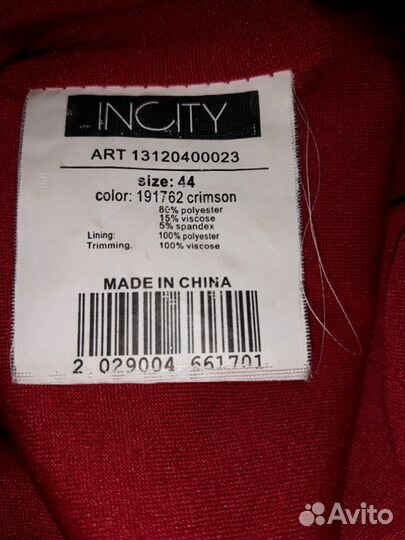 INCITY
ART 13120400023
size: 44
color: 191762 crimson
80% polyester
15% viscose
5% spandex
Lining: 100% polyester
Trimming. 100% viscose
MADE IN CHINA
2 029004 661701
Avito